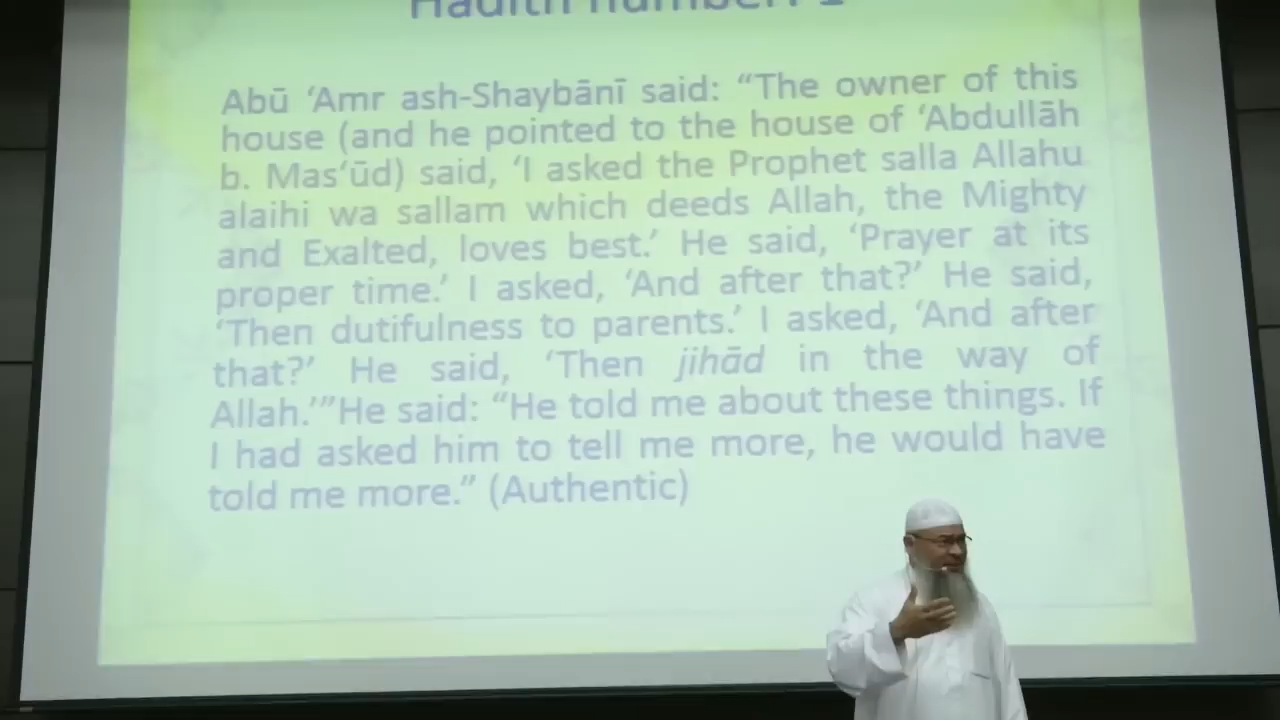 Hadith number: 1
Abū ‘Amr ash-Shaybānī said: “The owner of this
house (and he pointed to the house of ‘Abdullāh
b. Mas‘ūd) said, ‘I asked the Prophet salla Allahu
alaihi wa sallam which deeds Allah, the Mighty
and Exalted, loves best.’ He said, ‘Prayer at its
proper time.’ I asked, ‘And after that?’ He said,
‘Then dutifulness to parents.’ I asked, ‘And after
that?’ He said, ‘Then jihād in the way of
Allah.’”He said: “He told me about these things. If
I had asked him to tell me more, he would have
told me more.” (Authentic)